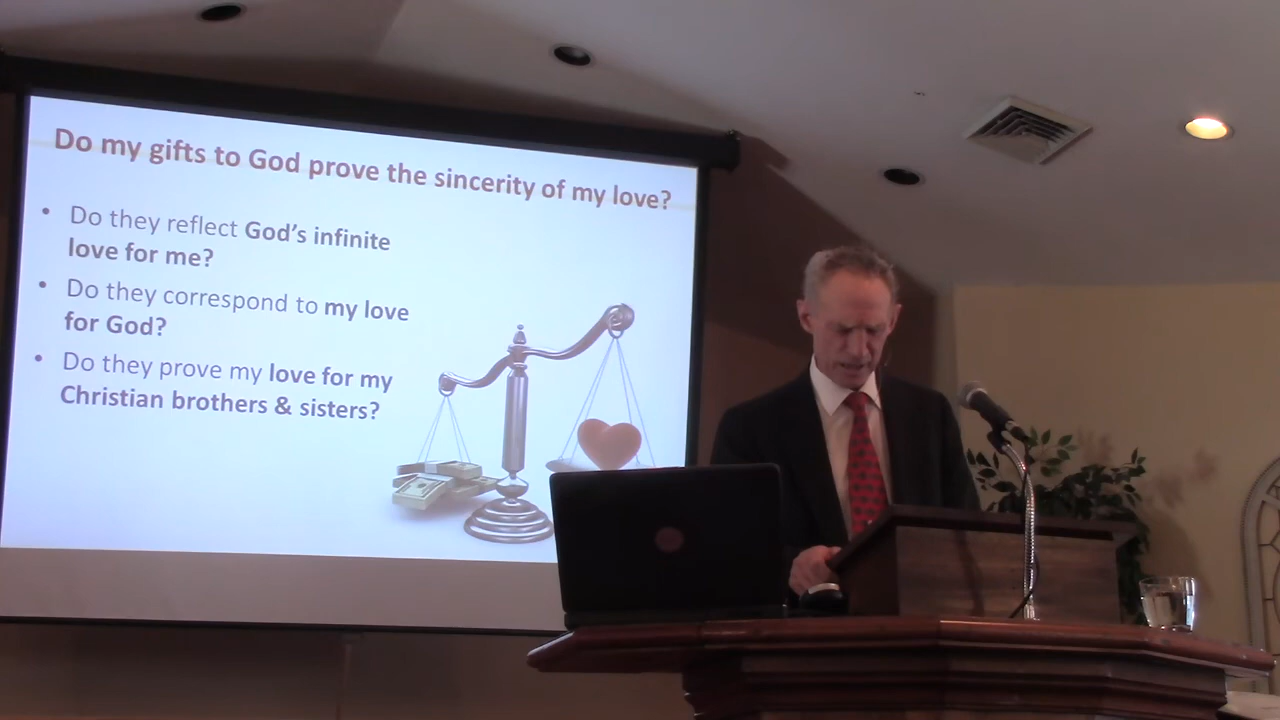 Do my gifts to God prove the sincerity of my love?
• Do they reflect God's infinite
love for me?
• Do they correspond to my love
for God?
• Do they prove my love for my
Christian brothers & sisters?